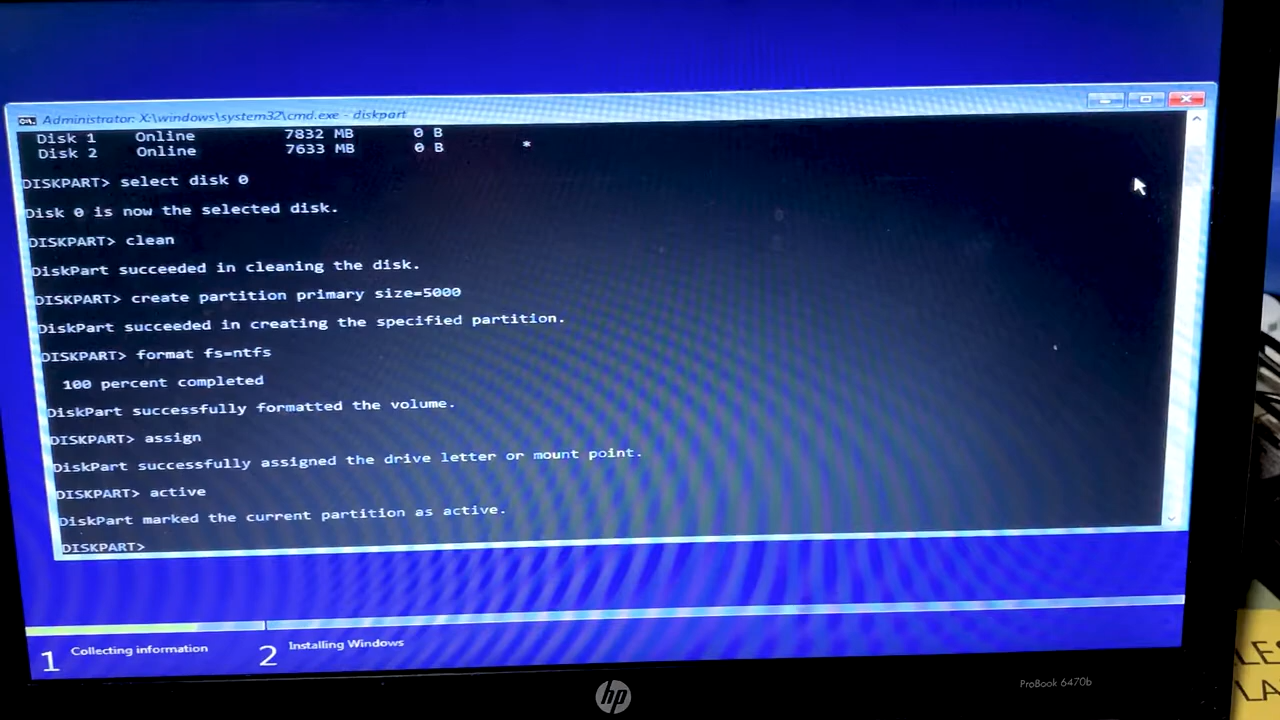 Administrator: X:\windows\system32\cmd.exe - diskpart
Disk 1 Online 7832 MB 0 B
Disk 2 Online 7633 MB 0 B *
DISKPART> select disk 0
Disk 0 is now the selected disk.
DISKPART> clean
DiskPart succeeded in cleaning the disk.
DISKPART> create partition primary size=5000
DiskPart succeeded in creating the specified partition.
DISKPART> format fs=ntfs
100 percent completed
DiskPart successfully formatted the volume.
DISKPART> assign
DiskPart successfully assigned the drive letter or mount point.
DISKPART> active
DiskPart marked the current partition as active.
DISKPART>
1 Collecting information 2 Installing Windows
hp
ProBook 6470b